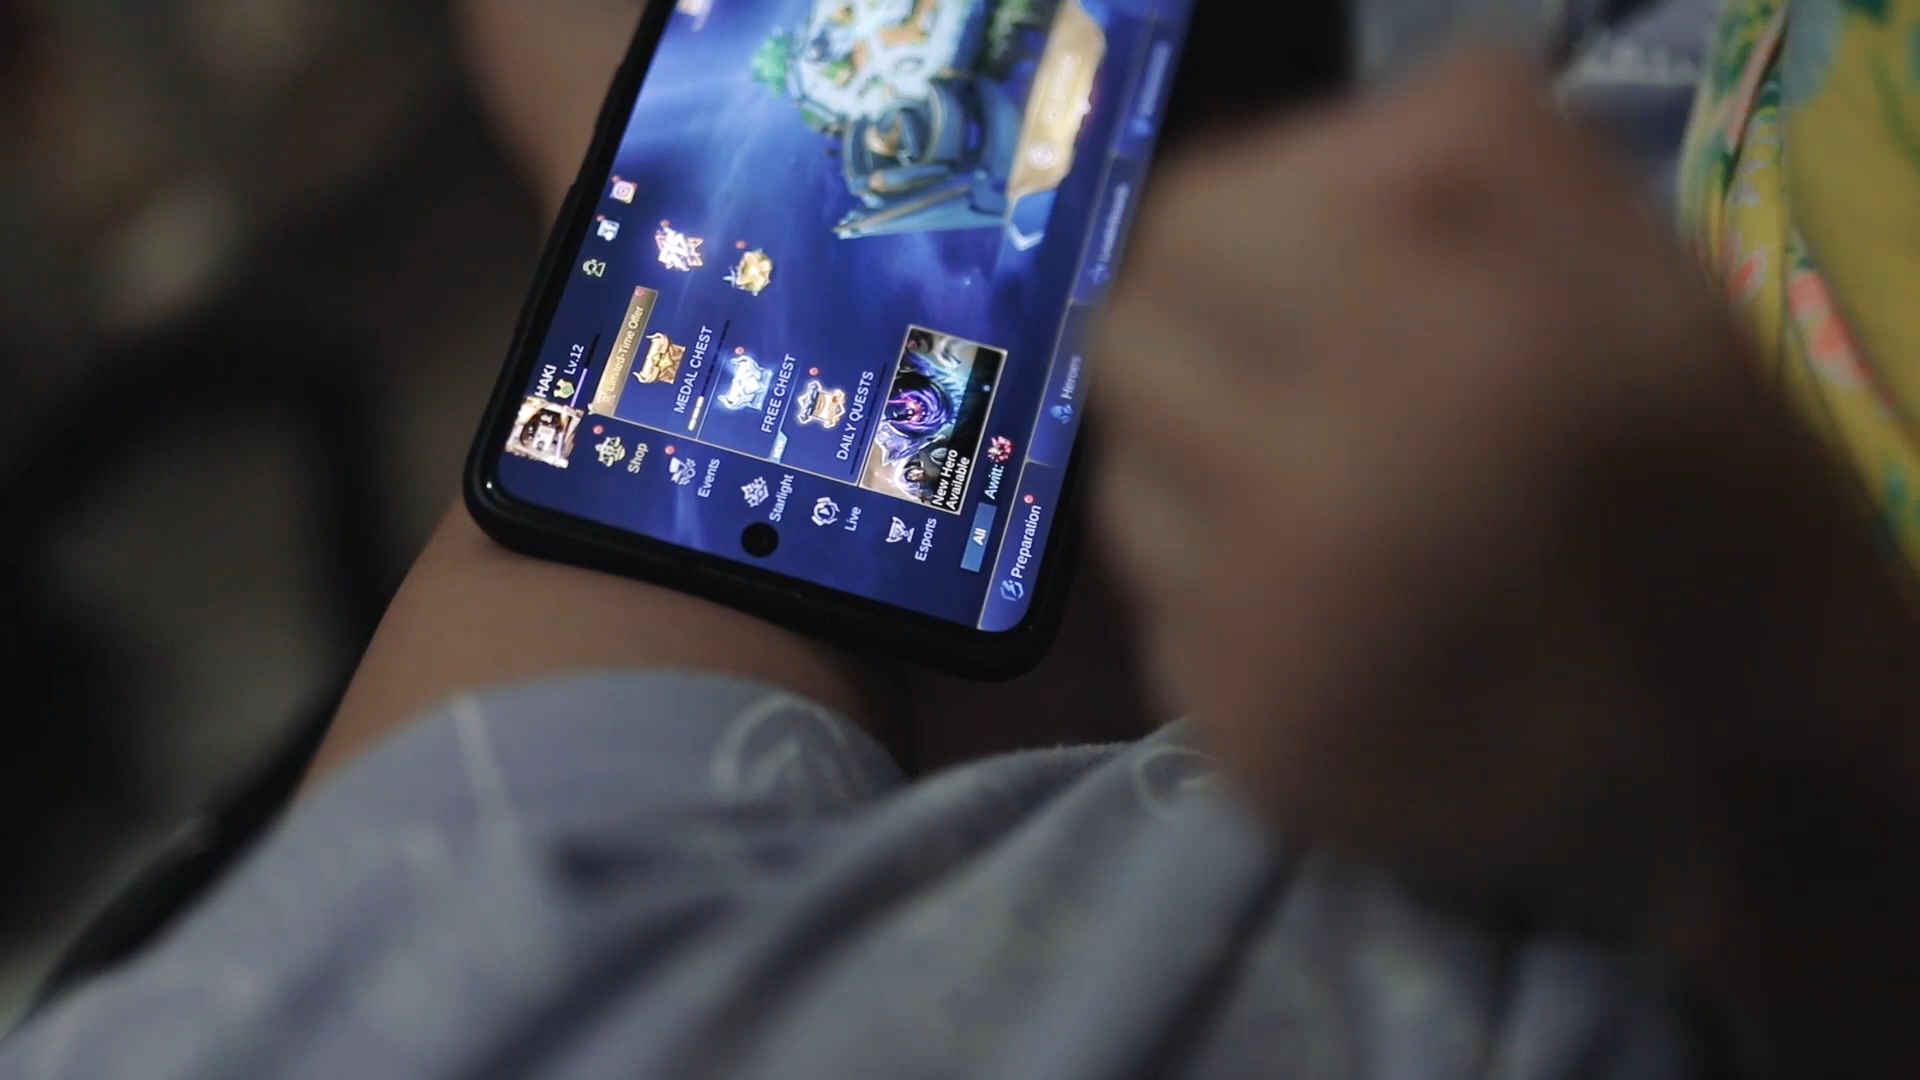 HAKI
Lv.12
Limited-Time Offer
Shop
MEDAL CHEST
Events
FREE CHEST
Starlight
DAILY QUESTS
Live
New Hero
Available
Esports
All
Awitt:
Preparation
Heroes